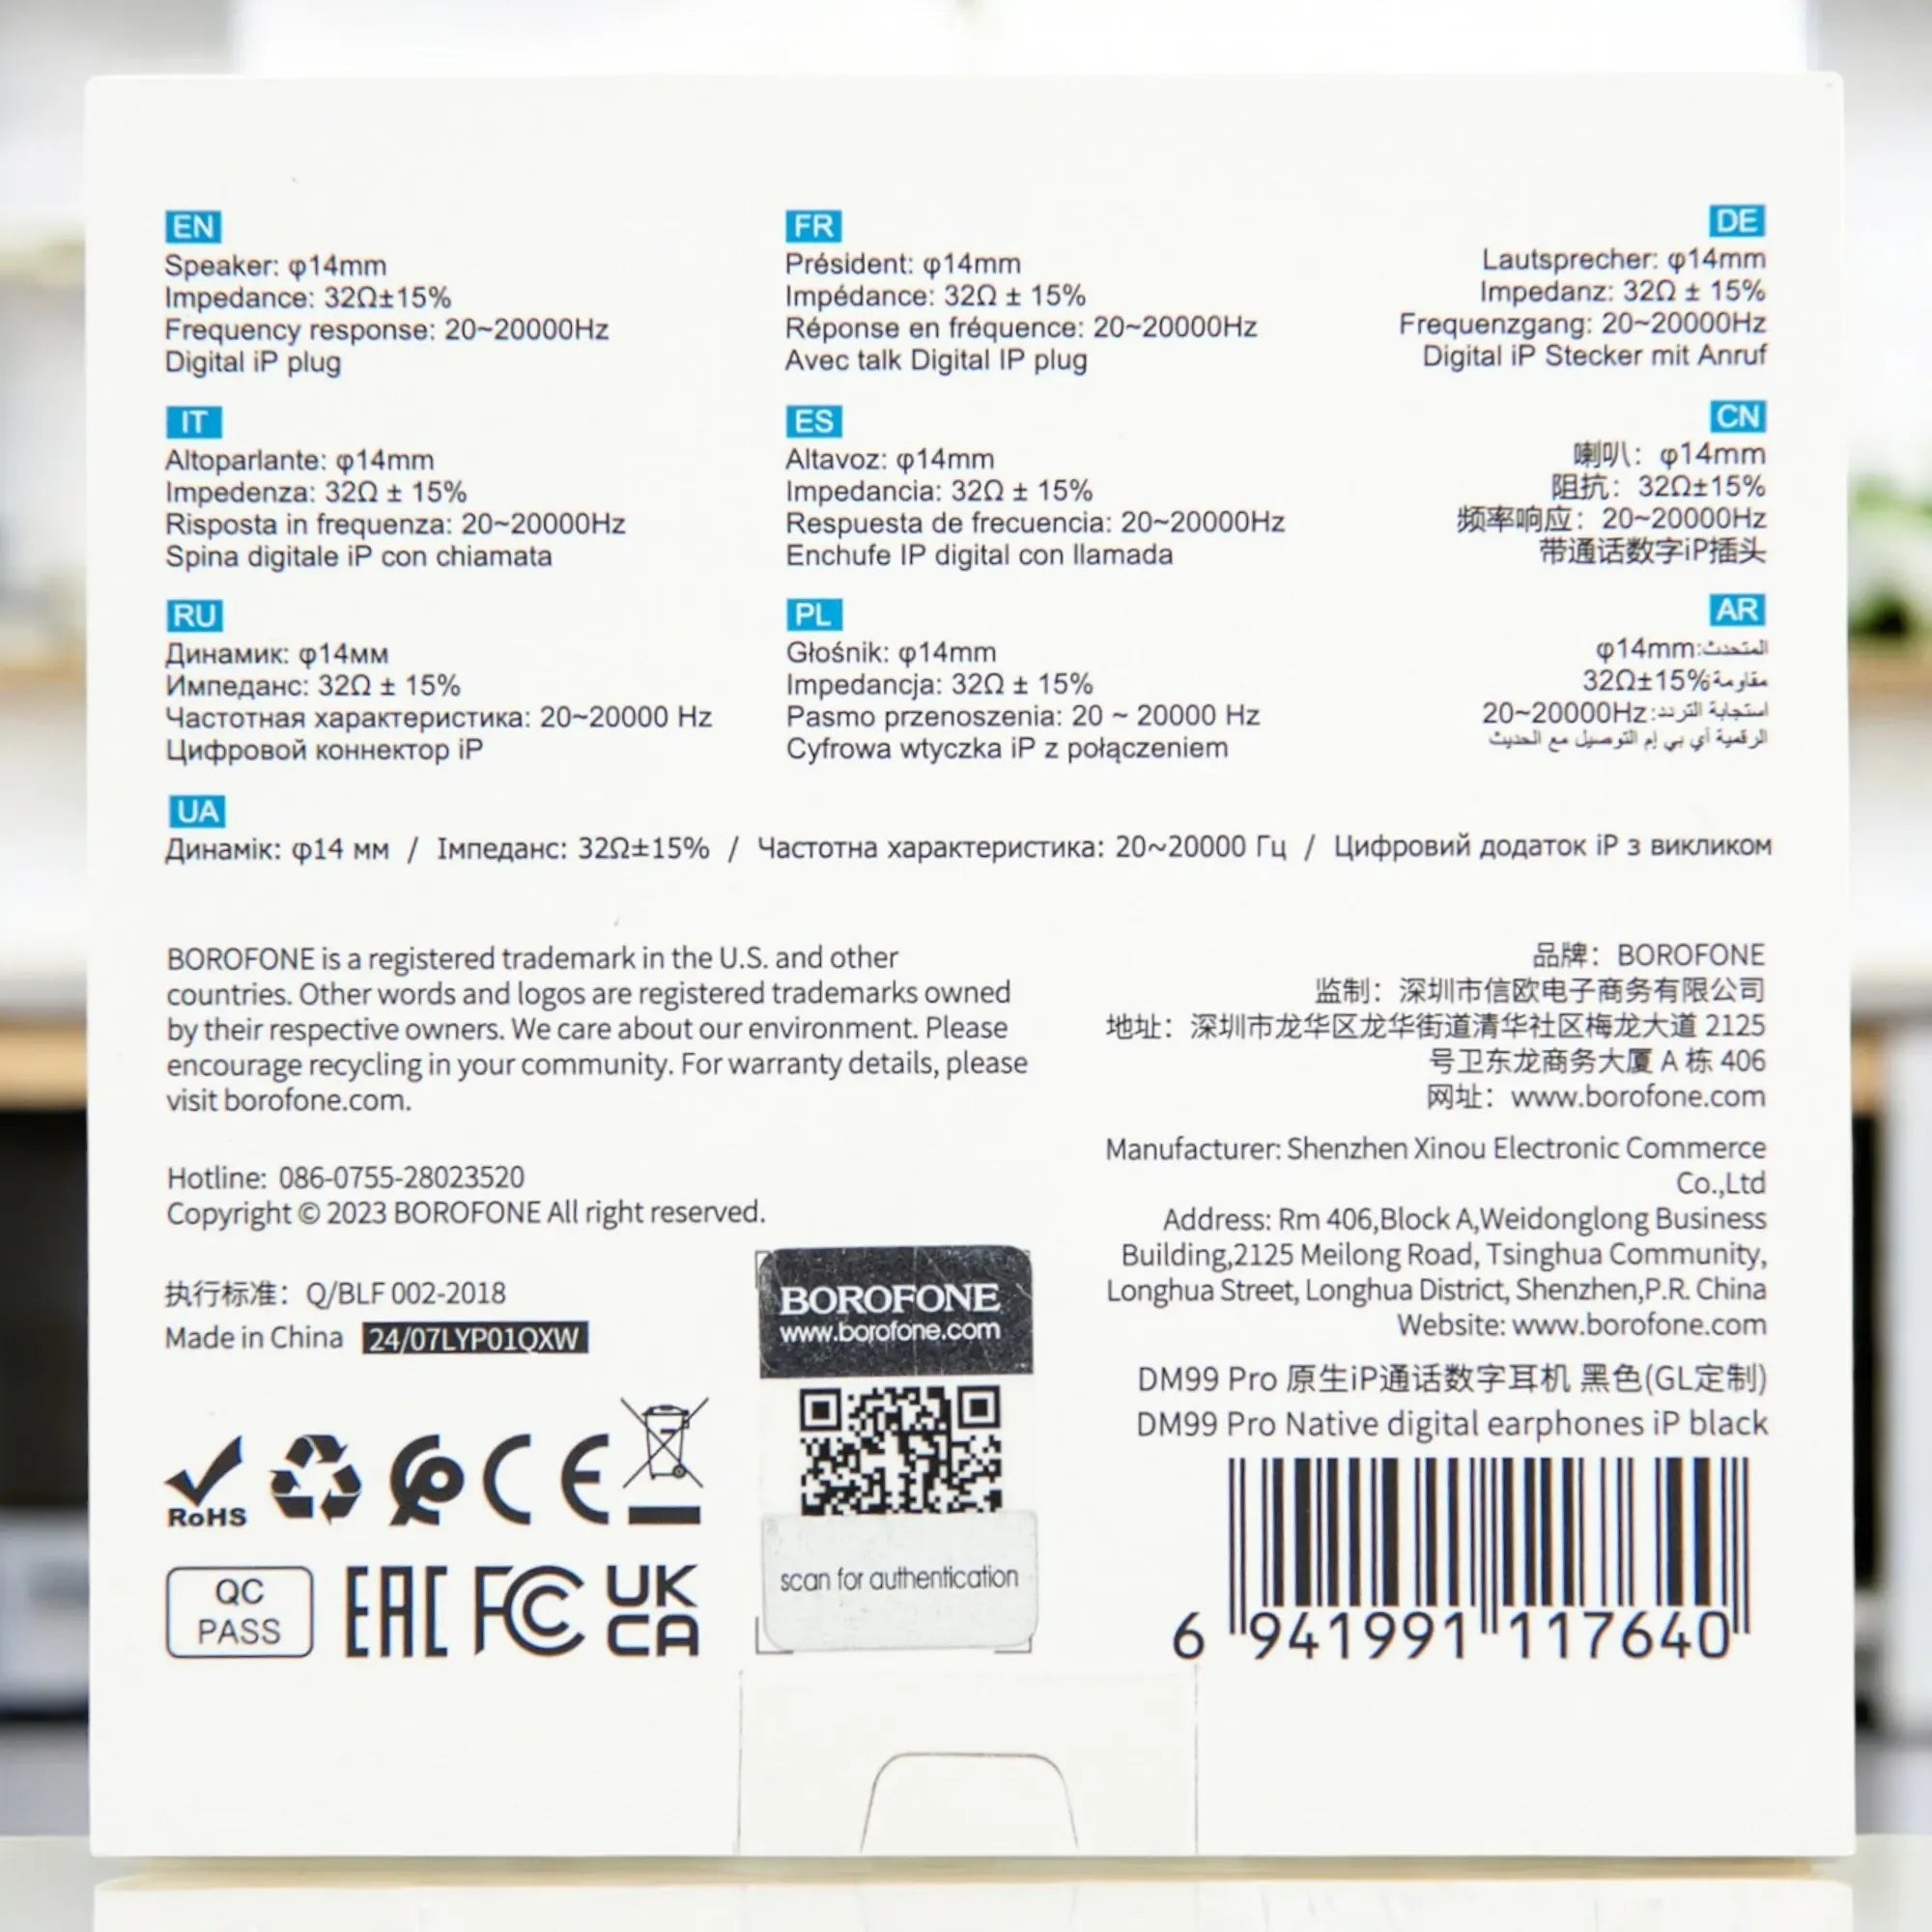 EN
Speaker: φ14mm
Impedance: 32Ω±15%
Frequency response: 20~20000Hz
Digital iP plug
FR
Président: φ14mm
Impédance: 32Ω ± 15%
Réponse en fréquence: 20~20000Hz
Avec talk Digital IP plug
DE
Lautsprecher: φ14mm
Impedanz: 32Ω ± 15%
Frequenzgang: 20~20000Hz
Digital iP Stecker mit Anruf
IT
Altoparlante: φ14mm
Impedenza: 32Ω ± 15%
Risposta in frequenza: 20~20000Hz
Spina digitale iP con chiamata
ES
Altavoz: φ14mm
Impedancia: 32Ω ± 15%
Respuesta de frecuencia: 20~20000Hz
Enchufe IP digital con llamada
CN
喇叭：φ14mm
阻抗：32Ω±15%
频率响应：20~20000Hz
带通话数字iP插头
RU
Динамик: φ14мм
Импеданс: 32Ω ± 15%
Частотная характеристика: 20~20000 Hz
Цифровой коннектор iP
PL
Głośnik: φ14mm
Impedancja: 32Ω ± 15%
Pasmo przenoszenia: 20 ~ 20000 Hz
Cyfrowa wtyczka iP z połączeniem
AR
المتحدث:φ14mm
مقاومة:32Ω±15%
استجابة التردد:20~20000Hz
الرقمية أي بي إم التوصيل مع الحديث
UA
Динамік: φ14 мм / Імпеданс: 32Ω±15% / Частотна характеристика: 20~20000 Гц / Цифровий додаток iP з викликом
BOROFONE is a registered trademark in the U.S. and other
countries. Other words and logos are registered trademarks owned
by their respective owners. We care about our environment. Please
encourage recycling in your community. For warranty details, please
visit borofone.com.
Hotline: 086-0755-28023520
Copyright © 2023 BOROFONE All right reserved.
执行标准：Q/BLF 002-2018
Made in China 24/07LYP01QXW
RoHS
CE
QC
PASS
EAC
FC
UK
CA
BOROFONE
www.borofone.com
scan for authentication
品牌：BOROFONE
监制：深圳市信欧电子商务有限公司
地址：深圳市龙华区龙华街道清华社区梅龙大道 2125
号卫东龙商务大厦 A 栋 406
网址：www.borofone.com
Manufacturer: Shenzhen Xinou Electronic Commerce
Co.,Ltd
Address: Rm 406,Block A,Weidonglong Business
Building,2125 Meilong Road, Tsinghua Community,
Longhua Street, Longhua District, Shenzhen,P.R. China
Website: www.borofone.com
DM99 Pro 原生iP通话数字耳机 黑色(GL定制)
DM99 Pro Native digital earphones iP black
6 941991 117640